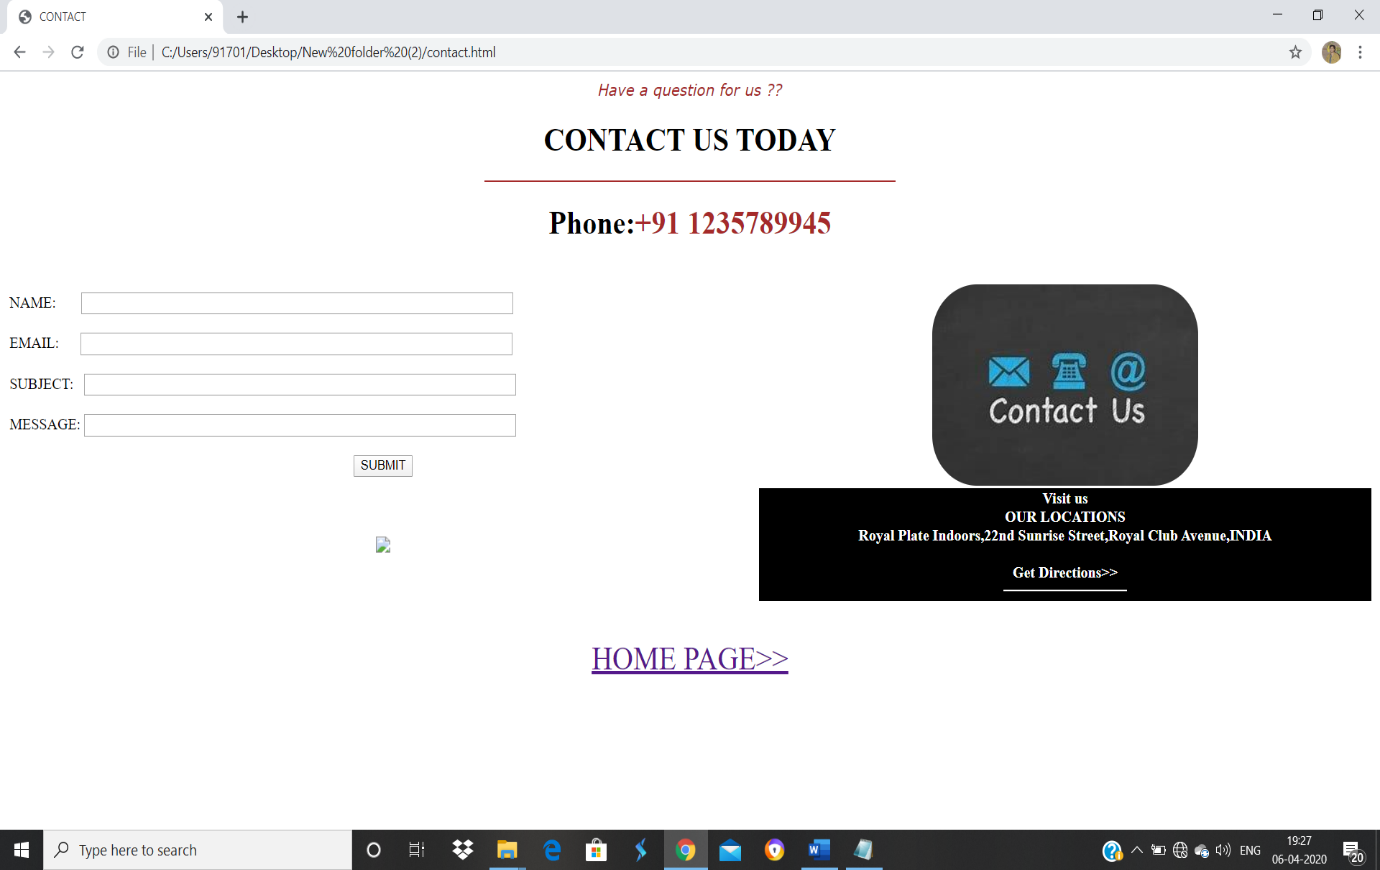 CONTACT
File | C:/Users/91701/Desktop/New%20folder%20(2)/contact.html
Have a question for us ??
CONTACT US TODAY
Phone:+91 1235789945
NAME:
EMAIL:
SUBJECT:
MESSAGE:
SUBMIT
Contact Us
Visit us
OUR LOCATIONS
Royal Plate Indoors,22nd Sunrise Street,Royal Club Avenue,INDIA
Get Directions>>
HOME PAGE>>
Type here to search
ENG
19:27
06-04-2020
20